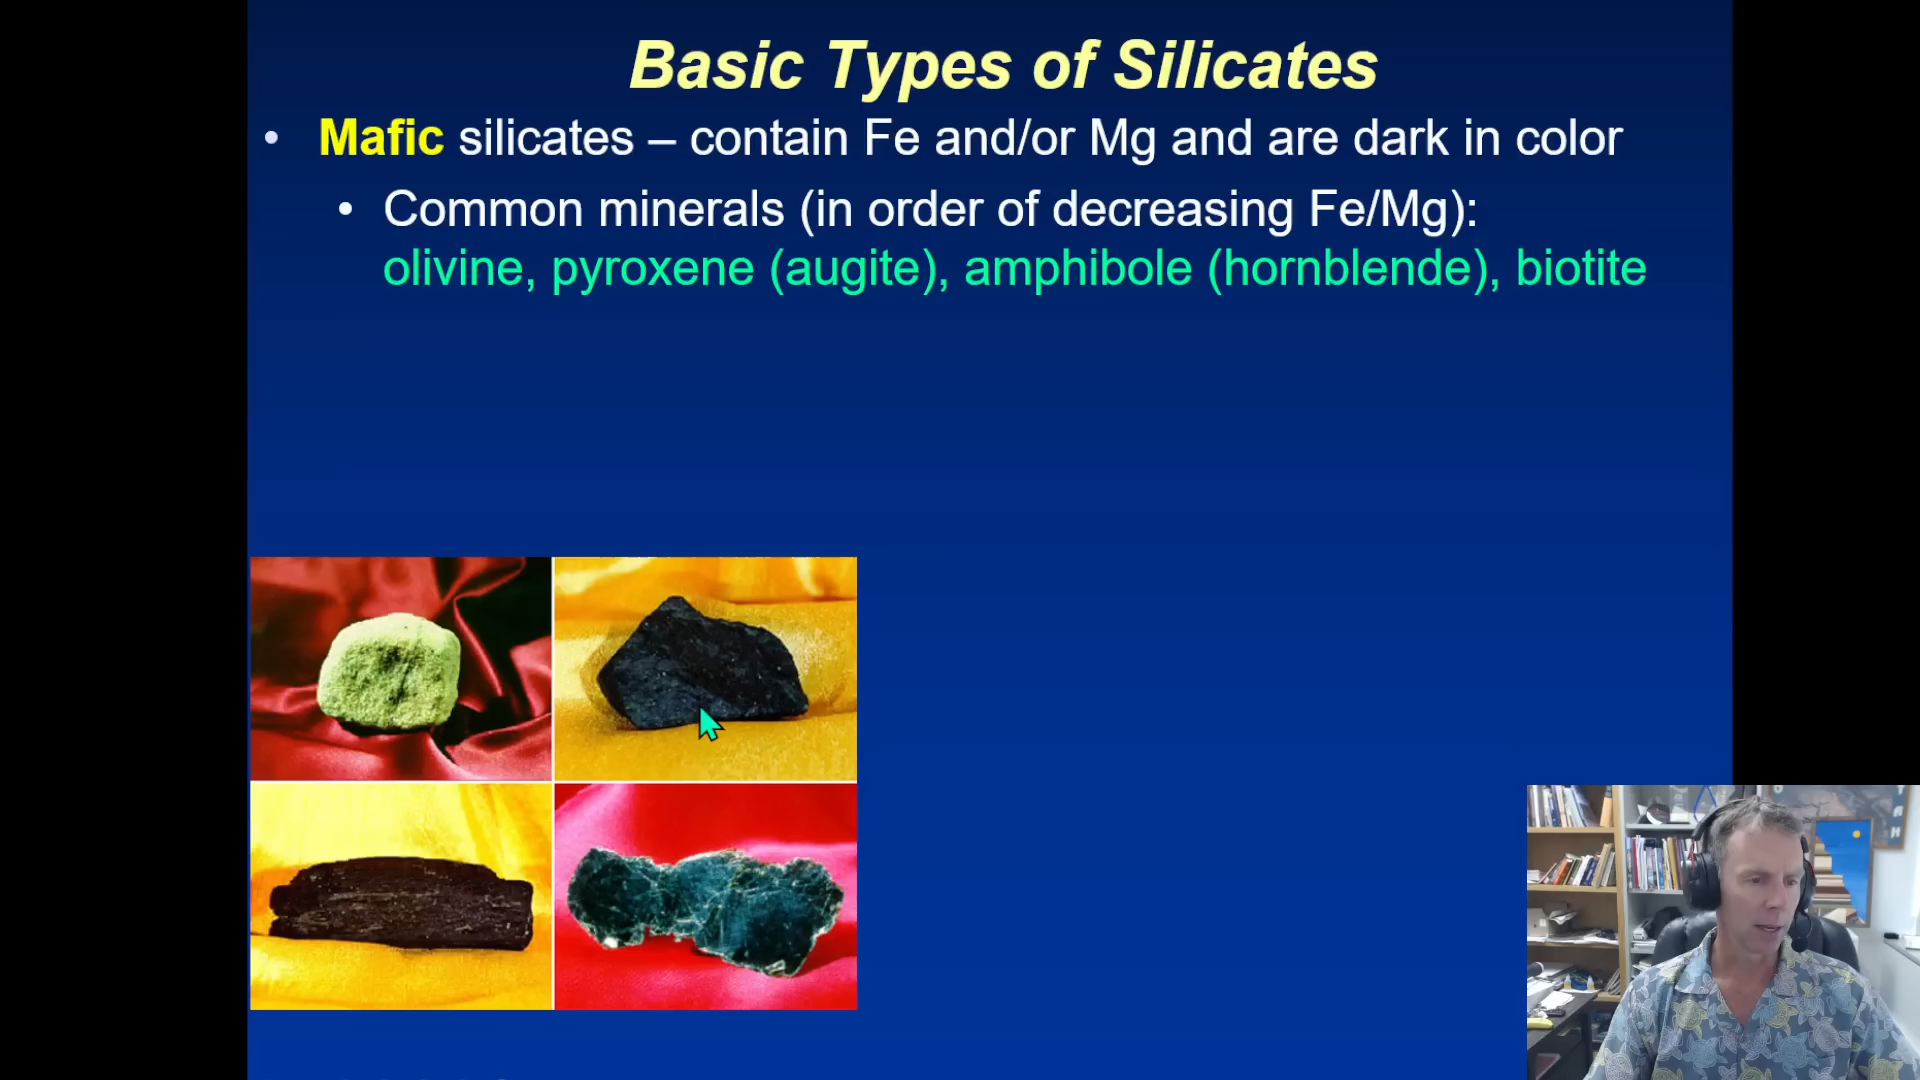 Basic Types of Silicates
• Mafic silicates – contain Fe and/or Mg and are dark in color
• Common minerals (in order of decreasing Fe/Mg):
olivine, pyroxene (augite), amphibole (hornblende), biotite